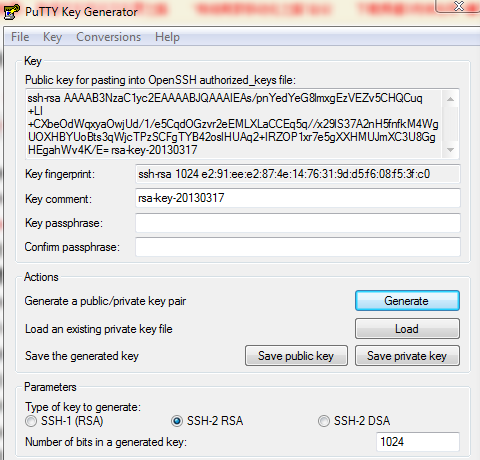 PuTTY Key Generator
File Key Conversions Help
Key
Public key for pasting into OpenSSH authorized_keys file:
ssh-rsa AAAAB3NzaC1yc2EAAAABJQAAAIEAs/pnYedYeG8ImxgEzVEZv5CHQCuq
+LI
+CXbeOdWqxyaOwjUd/1/e5CqdOGzvr2eEMLXLaCCEq5q//x29IS37A2nH5fnfkM4Wg
UOXHBYUoBts3qWjcTPzSCFgTYB42osIHUAq2+IRZOP1xr7e5gXXHMUJmXC3U8Gg
HEgahWv4K/E= rsa-key-20130317
Key fingerprint: ssh-rsa 1024 e2:91:ee:e2:87:4e:14:76:31:9d:d5:f6:08:f5:3f:c0
Key comment: rsa-key-20130317
Key passphrase:
Confirm passphrase:
Actions
Generate a public/private key pair Generate
Load an existing private key file Load
Save the generated key Save public key Save private key
Parameters
Type of key to generate:
SSH-1 (RSA) SSH-2 RSA SSH-2 DSA
Number of bits in a generated key: 1024